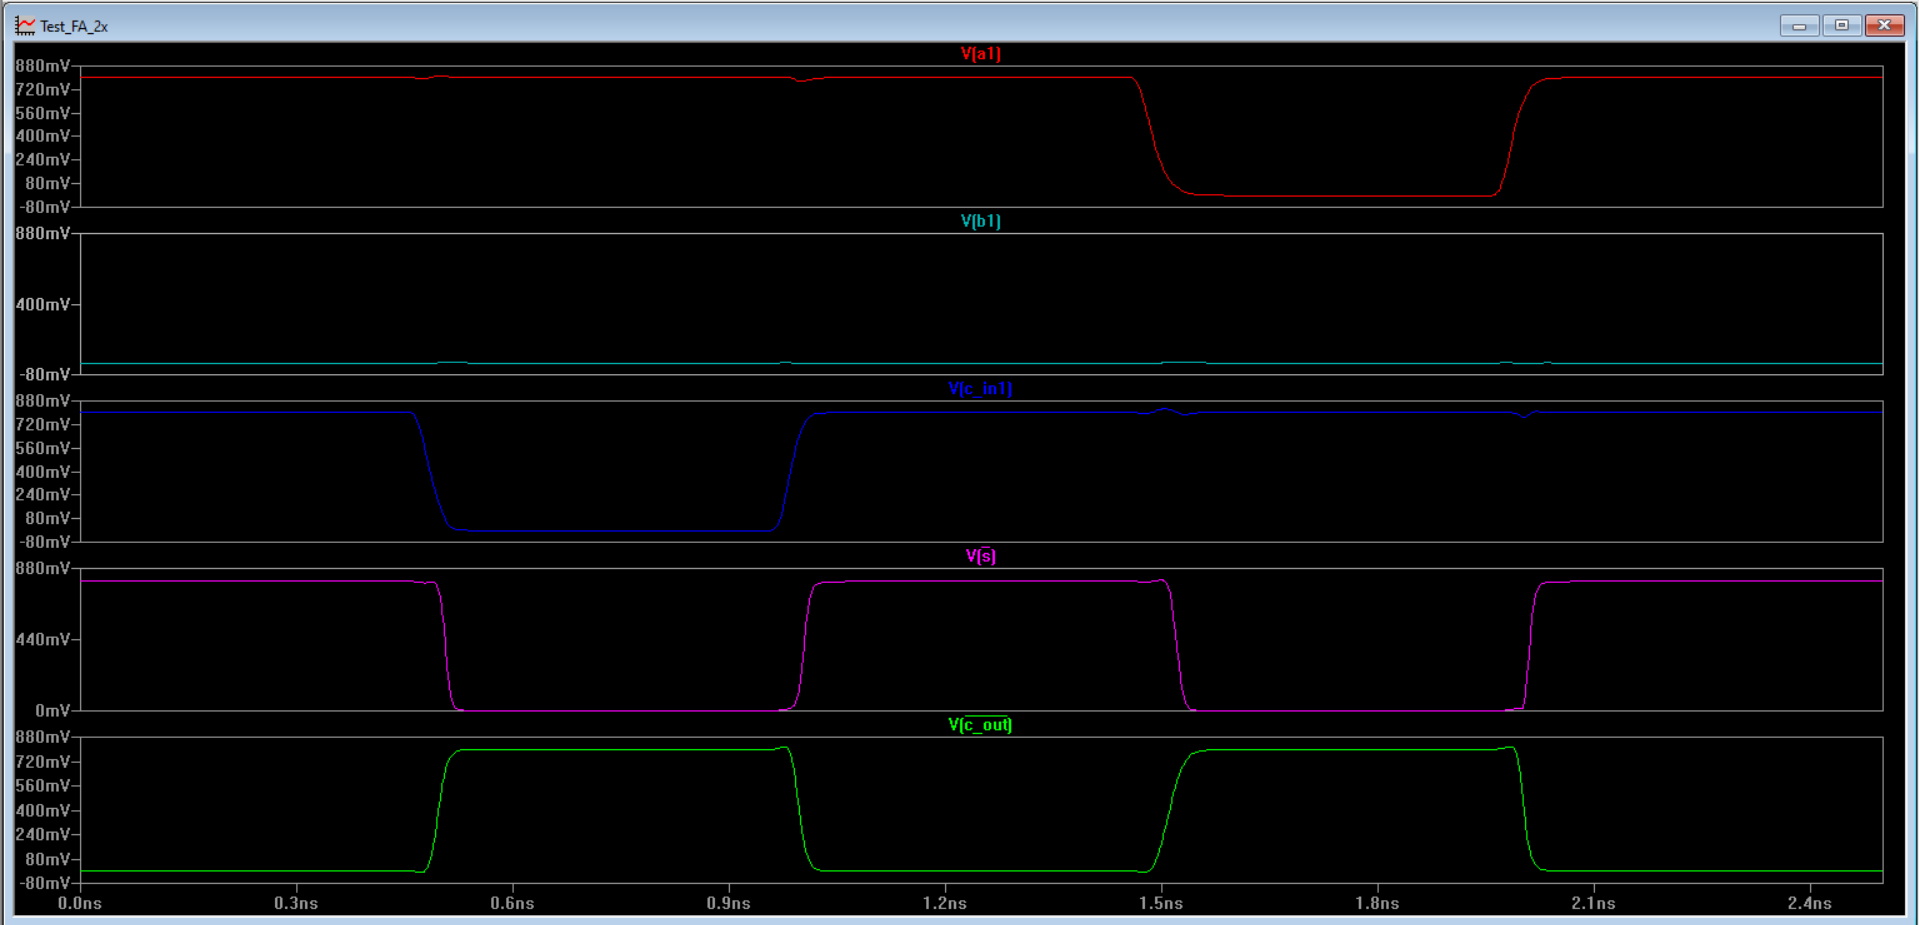 Test_FA_2x
V(a1)
880mV
720mV
560mV
400mV
240mV
80mV
-80mV
V(b1)
880mV
400mV
-80mV
V(c_in1)
880mV
720mV
560mV
400mV
240mV
80mV
-80mV
V(s̅)
880mV
440mV
0mV
V(c̅_̅o̅u̅t̅)
880mV
720mV
560mV
400mV
240mV
80mV
-80mV
0.0ns 0.3ns 0.6ns 0.9ns 1.2ns 1.5ns 1.8ns 2.1ns 2.4ns